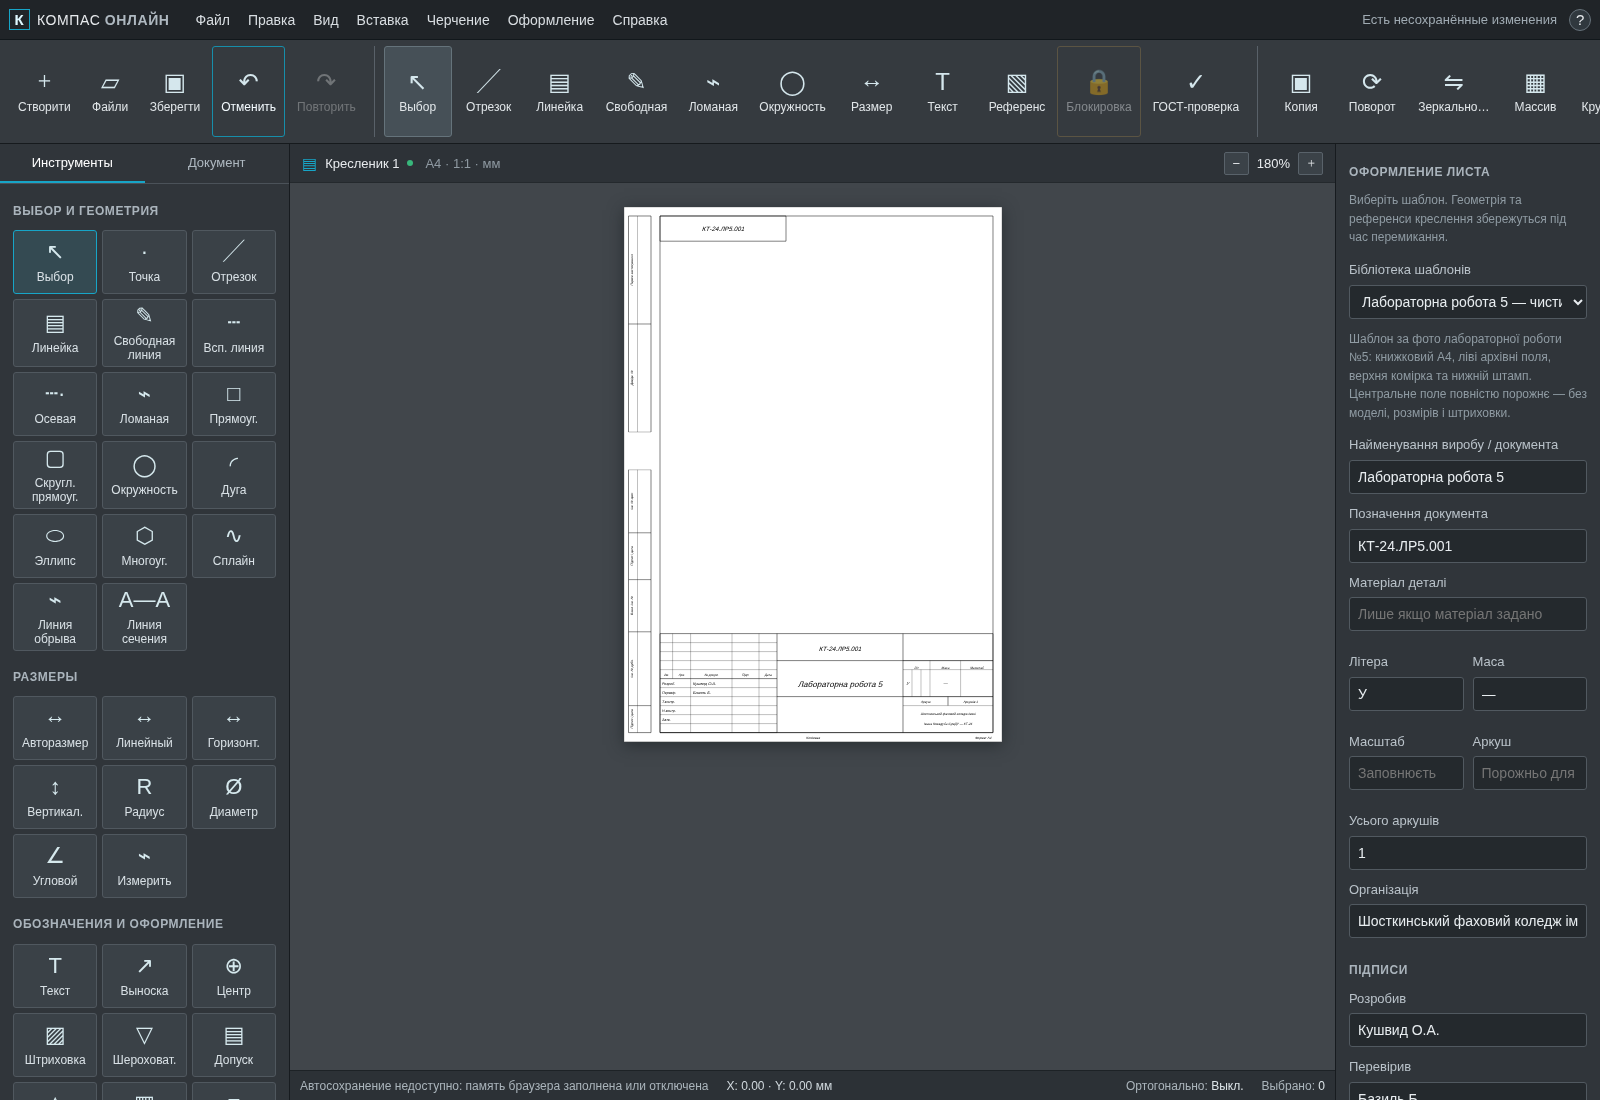 К КОМПАС ОНЛАЙН Файл Правка Вид Вставка Черчение Оформление Справка Есть несохранённые изменения ?
Створити Файли Зберегти Отменить Повторить Выбор Отрезок Линейка Свободная Ломаная Окружность Размер Текст Референс Блокировка ГОСТ-проверка Копия Поворот Зеркально… Массив Кру
Инструменты Документ
Кресленик 1 A4 · 1:1 · мм − 180% +
ВЫБОР И ГЕОМЕТРИЯ
Выбор Точка Отрезок
Линейка Свободная линия Всп. линия
Осевая Ломаная Прямоуг.
Скругл. прямоуг. Окружность Дуга
Эллипс Многоуг. Сплайн
Линия обрыва A—A Линия сечения
РАЗМЕРЫ
Авторазмер Линейный Горизонт.
Вертикал. R Радиус Ø Диаметр
Угловой Измерить
ОБОЗНАЧЕНИЯ И ОФОРМЛЕНИЕ
T Текст Выноска Центр
Штриховка Шероховат. Допуск
КТ-24.ЛР5.001
КТ-24.ЛР5.001
Лабораторна робота 5
Кушвид О.А.
У —
Автосохранение недоступно: память браузера заполнена или отключена X: 0.00 · Y: 0.00 мм Ортогонально: Выкл. Выбрано: 0
ОФОРМЛЕНИЕ ЛИСТА
Виберіть шаблон. Геометрія та
референси креслення збережуться під
час перемикання.
Бібліотека шаблонів
Лабораторна робота 5 — чисти
Шаблон за фото лабораторної роботи
№5: книжковий А4, ліві архівні поля,
верхня комірка та нижній штамп.
Центральне поле повністю порожнє — без
моделі, розмірів і штриховки.
Найменування виробу / документа
Лабораторна робота 5
Позначення документа
КТ-24.ЛР5.001
Матеріал деталі
Лише якщо матеріал задано
Літера Маса
У —
Масштаб Аркуш
Заповнюєть Порожньо для
Усього аркушів
1
Організація
Шосткинський фаховий коледж ім
ПІДПИСИ
Розробив
Кушвид О.А.
Перевірив
Базиль Б.